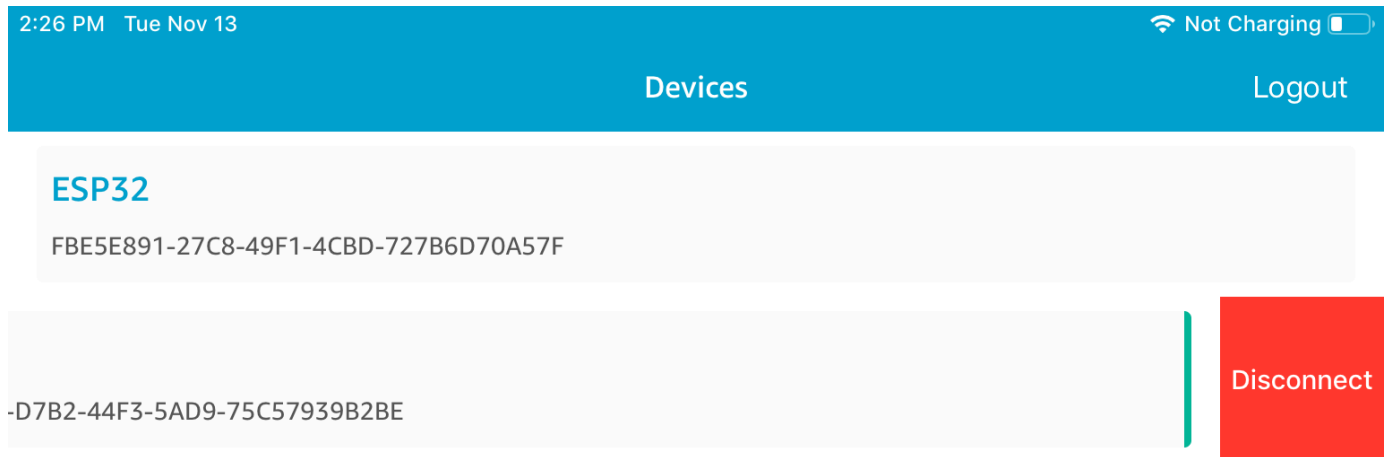 2:26 PM Tue Nov 13 Not Charging
Devices Logout
ESP32
FBE5E891-27C8-49F1-4CBD-727B6D70A57F
-D7B2-44F3-5AD9-75C57939B2BE
Disconnect